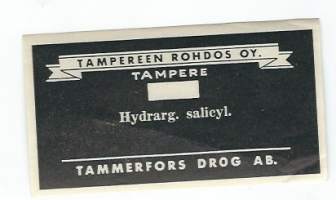 TAMPEREEN ROHDOS OY.
TAMPERE
Hydrarg. salicyl.
TAMMERFORS DROG AB.